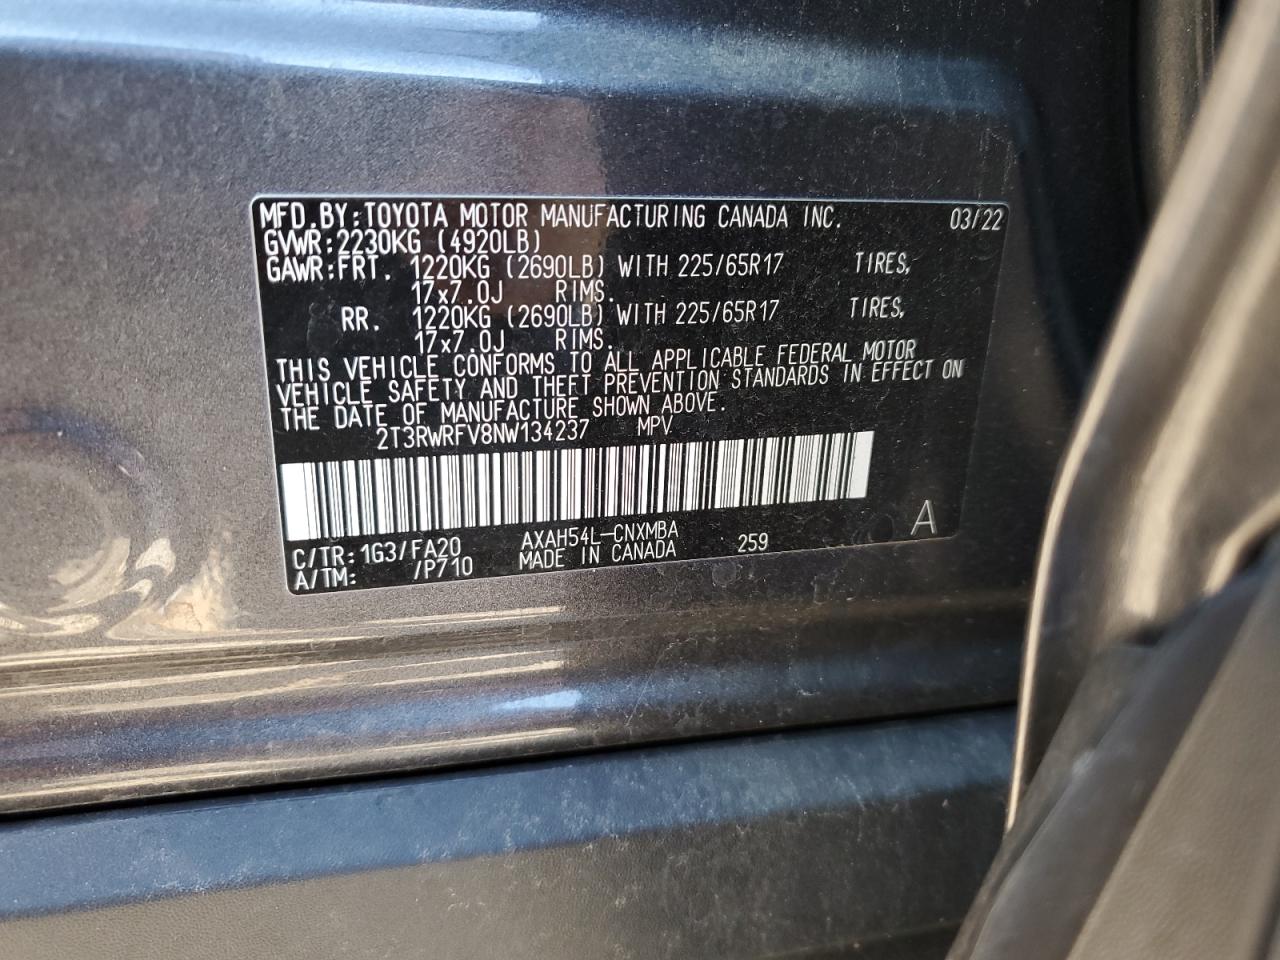 MFD.BY:TOYOTA MOTOR MANUFACTURING CANADA INC. 03/22
GVWR:2230KG (4920LB)
GAWR:FRT. 1220KG (2690LB) WITH 225/65R17 TIRES,
17x7.0J RIMS.
RR. 1220KG (2690LB) WITH 225/65R17 TIRES,
17x7.0J RIMS.
THIS VEHICLE CONFORMS TO ALL APPLICABLE FEDERAL MOTOR
VEHICLE SAFETY AND THEFT PREVENTION STANDARDS IN EFFECT ON
THE DATE OF MANUFACTURE SHOWN ABOVE.
2T3RWRFV8NW134237 MPV
C/TR:1G3/FA20 AXAH54L-CNXMBA 259 A
A/TM: /P710 MADE IN CANADA